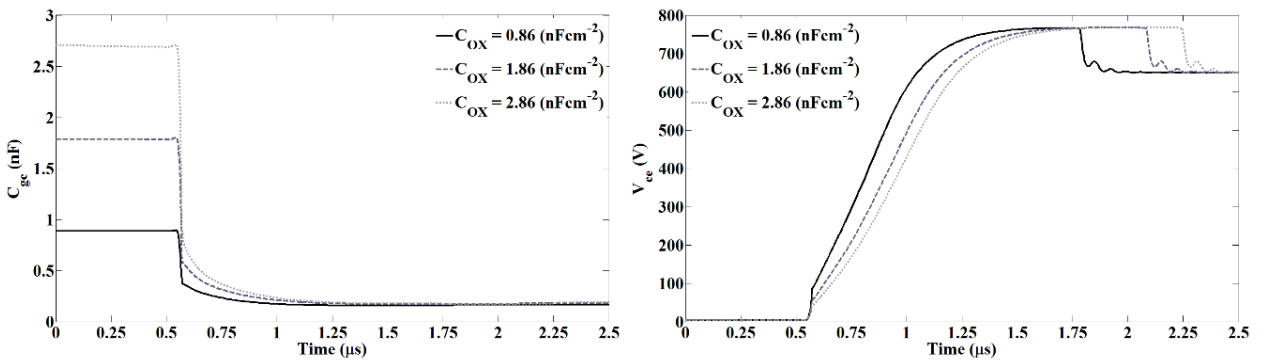 3
2.5
2
1.5
1
0.5
0
C_gc (nF)
C_OX = 0.86 (nFcm⁻²)
C_OX = 1.86 (nFcm⁻²)
C_OX = 2.86 (nFcm⁻²)
0 0.25 0.5 0.75 1 1.25 1.5 1.75 2 2.25 2.5
Time (μs)
800
700
600
500
400
300
200
100
0
V_ce (V)
C_OX = 0.86 (nFcm⁻²)
C_OX = 1.86 (nFcm⁻²)
C_OX = 2.86 (nFcm⁻²)
0 0.25 0.5 0.75 1 1.25 1.5 1.75 2 2.25 2.5
Time (μs)